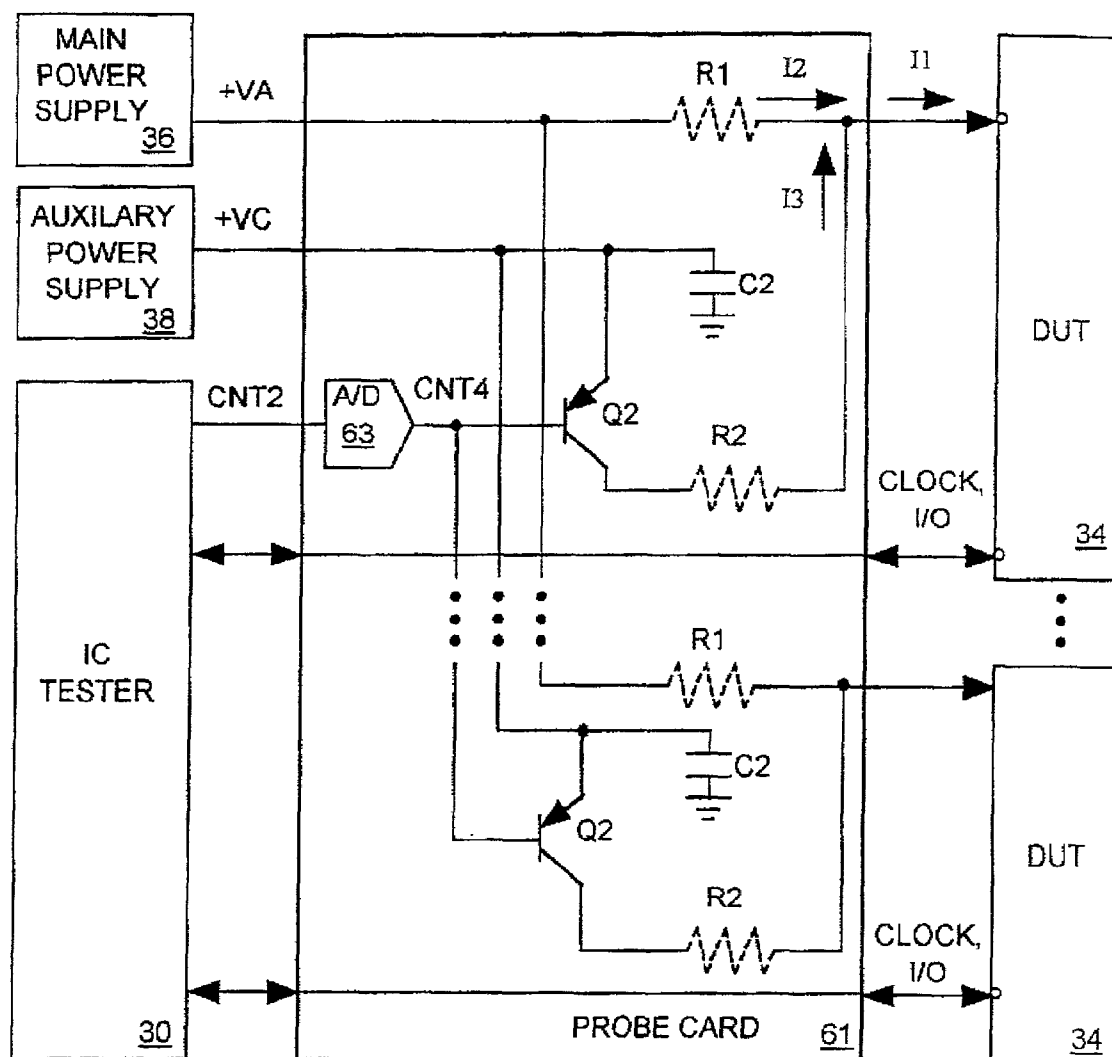 MAIN
POWER
SUPPLY
36
+VA
R1
I2
I1
I3
AUXILARY
POWER
SUPPLY
38
+VC
C2
DUT
CNT2
A/D
63
CNT4
Q2
R2
CLOCK,
I/O
34
IC
TESTER
R1
C2
Q2
DUT
R2
CLOCK,
I/O
30
PROBE CARD
61
34